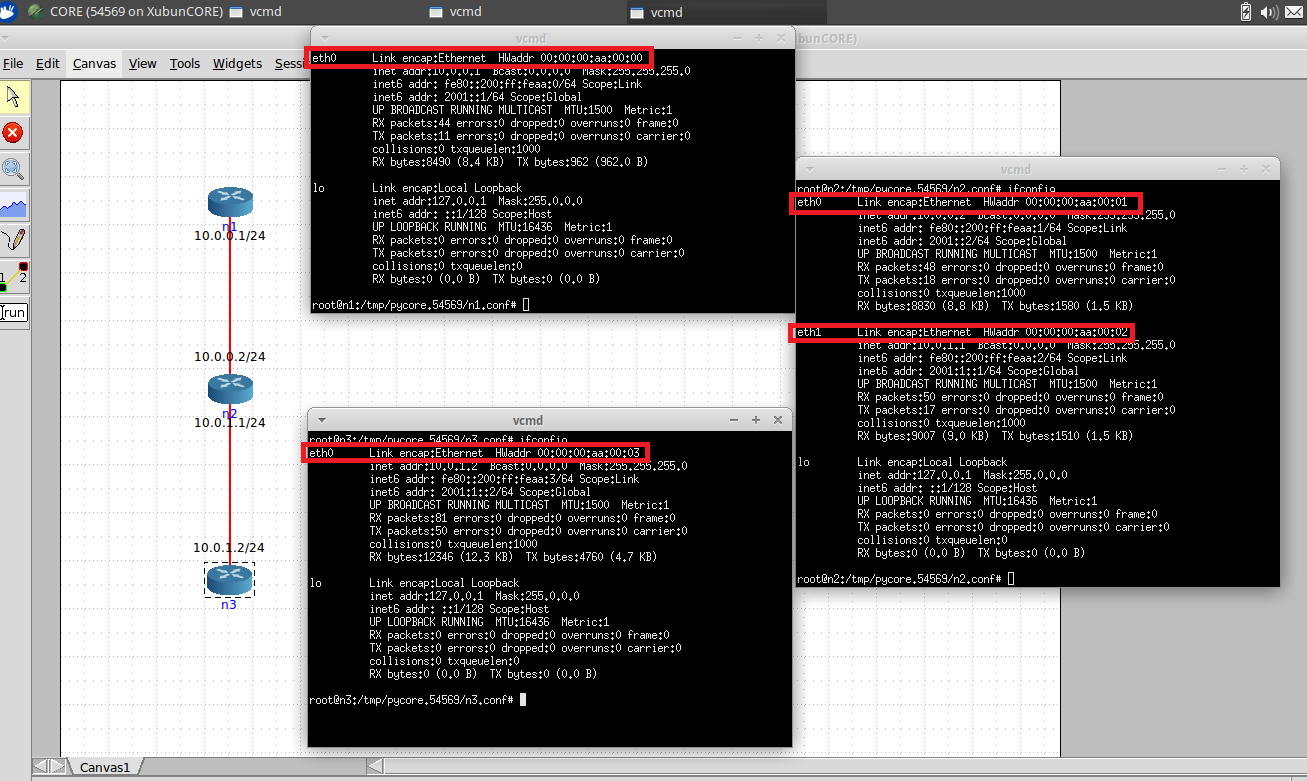 CORE (54569 on XubunCORE) vcmd vcmd vcmd
File Edit Canvas View Tools Widgets Sessi
bunCORE)
1 2
run
n1
10.0.0.1/24
10.0.0.2/24
n2
10.0.1.1/24
10.0.1.2/24
n3
Canvas1
vcmd
eth0 Link encap:Ethernet HWaddr 00:00:00:aa:00:00
inet addr:10.0.0.1 Bcast:0.0.0.0 Mask:255.255.255.0
inet6 addr: fe80::200:ff:feaa:0/64 Scope:Link
inet6 addr: 2001::1/64 Scope:Global
UP BROADCAST RUNNING MULTICAST MTU:1500 Metric:1
RX packets:44 errors:0 dropped:0 overruns:0 frame:0
TX packets:11 errors:0 dropped:0 overruns:0 carrier:0
collisions:0 txqueuelen:1000
RX bytes:8490 (8.4 KB) TX bytes:962 (962.0 B)
lo Link encap:Local Loopback
inet addr:127.0.0.1 Mask:255.0.0.0
inet6 addr: ::1/128 Scope:Host
UP LOOPBACK RUNNING MTU:16436 Metric:1
RX packets:0 errors:0 dropped:0 overruns:0 frame:0
TX packets:0 errors:0 dropped:0 overruns:0 carrier:0
collisions:0 txqueuelen:0
RX bytes:0 (0.0 B) TX bytes:0 (0.0 B)
root@n1:/tmp/pycore.54569/n1.conf#
vcmd
root@n2:/tmp/pycore.54569/n2.conf# ifconfig
eth0 Link encap:Ethernet HWaddr 00:00:00:aa:00:01
inet addr:10.0.0.2 Bcast:0.0.0.0 Mask:255.255.255.0
inet6 addr: fe80::200:ff:feaa:1/64 Scope:Link
inet6 addr: 2001::2/64 Scope:Global
UP BROADCAST RUNNING MULTICAST MTU:1500 Metric:1
RX packets:48 errors:0 dropped:0 overruns:0 frame:0
TX packets:18 errors:0 dropped:0 overruns:0 carrier:0
collisions:0 txqueuelen:1000
RX bytes:8830 (8.8 KB) TX bytes:1580 (1.5 KB)
eth1 Link encap:Ethernet HWaddr 00:00:00:aa:00:02
inet addr:10.0.1.1 Bcast:0.0.0.0 Mask:255.255.255.0
inet6 addr: fe80::200:ff:feaa:2/64 Scope:Link
inet6 addr: 2001:1::1/64 Scope:Global
UP BROADCAST RUNNING MULTICAST MTU:1500 Metric:1
RX packets:50 errors:0 dropped:0 overruns:0 frame:0
TX packets:17 errors:0 dropped:0 overruns:0 carrier:0
collisions:0 txqueuelen:1000
RX bytes:9007 (9.0 KB) TX bytes:1510 (1.5 KB)
lo Link encap:Local Loopback
inet addr:127.0.0.1 Mask:255.0.0.0
inet6 addr: ::1/128 Scope:Host
UP LOOPBACK RUNNING MTU:16436 Metric:1
RX packets:0 errors:0 dropped:0 overruns:0 frame:0
TX packets:0 errors:0 dropped:0 overruns:0 carrier:0
collisions:0 txqueuelen:0
RX bytes:0 (0.0 B) TX bytes:0 (0.0 B)
root@n2:/tmp/pycore.54569/n2.conf#
vcmd
root@n3:/tmp/pycore.54569/n3.conf# ifconfig
eth0 Link encap:Ethernet HWaddr 00:00:00:aa:00:03
inet addr:10.0.1.2 Bcast:0.0.0.0 Mask:255.255.255.0
inet6 addr: fe80::200:ff:feaa:3/64 Scope:Link
inet6 addr: 2001:1::2/64 Scope:Global
UP BROADCAST RUNNING MULTICAST MTU:1500 Metric:1
RX packets:81 errors:0 dropped:0 overruns:0 frame:0
TX packets:50 errors:0 dropped:0 overruns:0 carrier:0
collisions:0 txqueuelen:1000
RX bytes:12346 (12.3 KB) TX bytes:4760 (4.7 KB)
lo Link encap:Local Loopback
inet addr:127.0.0.1 Mask:255.0.0.0
inet6 addr: ::1/128 Scope:Host
UP LOOPBACK RUNNING MTU:16436 Metric:1
RX packets:0 errors:0 dropped:0 overruns:0 frame:0
TX packets:0 errors:0 dropped:0 overruns:0 carrier:0
collisions:0 txqueuelen:0
RX bytes:0 (0.0 B) TX bytes:0 (0.0 B)
root@n3:/tmp/pycore.54569/n3.conf#